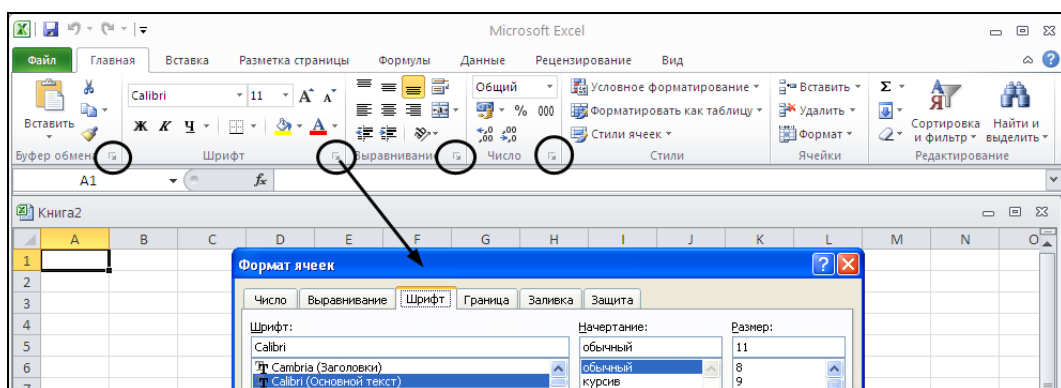 Microsoft Excel
Файл Главная Вставка Разметка страницы Формулы Данные Рецензирование Вид
Calibri 11 Общий Условное форматирование Вставить Σ
Вставить Ж К Ч A % 000 Форматировать как таблицу Удалить Сортировка Найти и
Стили ячеек Формат и фильтр выделить
Буфер обмена Шрифт Выравнивание Число Стили Ячейки Редактирование
A1 fx
Книга2
A B C D E F G H I J K L M N O
1 Формат ячеек
2
3 Число Выравнивание Шрифт Граница Заливка Защита
4 Шрифт: Начертание: Размер:
5 Calibri обычный 11
6 Cambria (Заголовки) обычный 8
7 Calibri (Основной текст) курсив 9